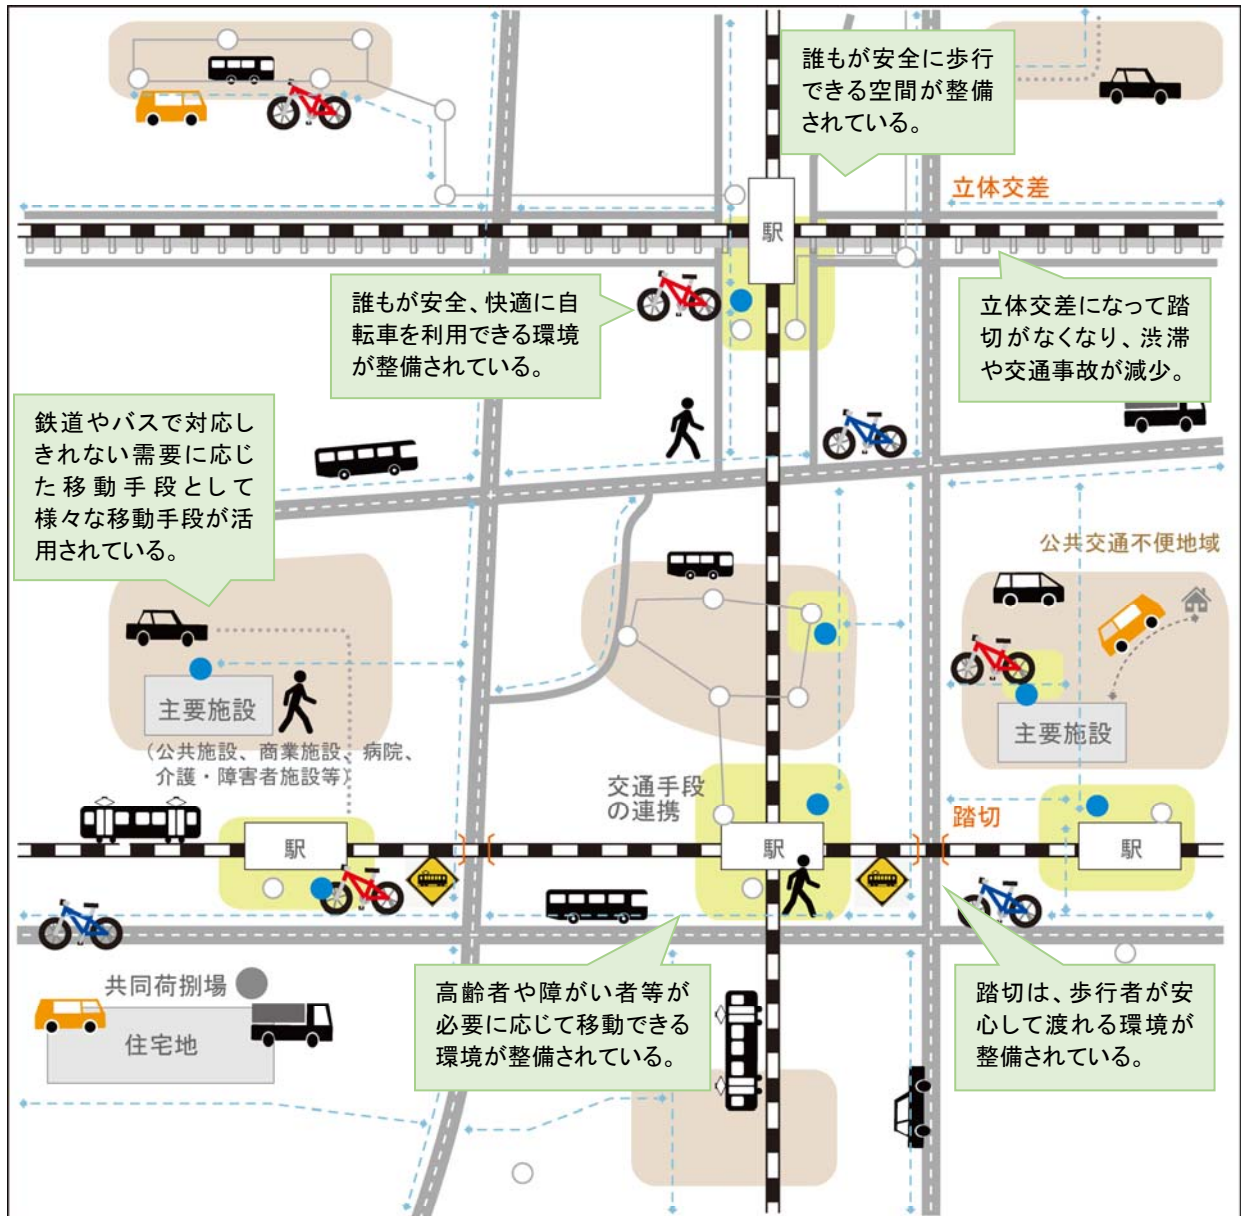 誰もが安全に歩行
できる空間が整備
されている。
立体交差
駅
誰もが安全、快適に自
転車を利用できる環境
が整備されている。
立体交差になって踏
切がなくなり、渋滞
や交通事故が減少。
鉄道やバスで対応し
きれない需要に応じ
た移動手段として
様々な移動手段が活
用されている。
公共交通不便地域
主要施設
(公共施設、商業施設、病院、
介護・障害者施設等)
主要施設
交通手段
の連携
踏切
駅
駅
駅
共同荷捌場
住宅地
高齢者や障がい者等が
必要に応じて移動できる
環境が整備されている。
踏切は、歩行者が安
心して渡れる環境が
整備されている。